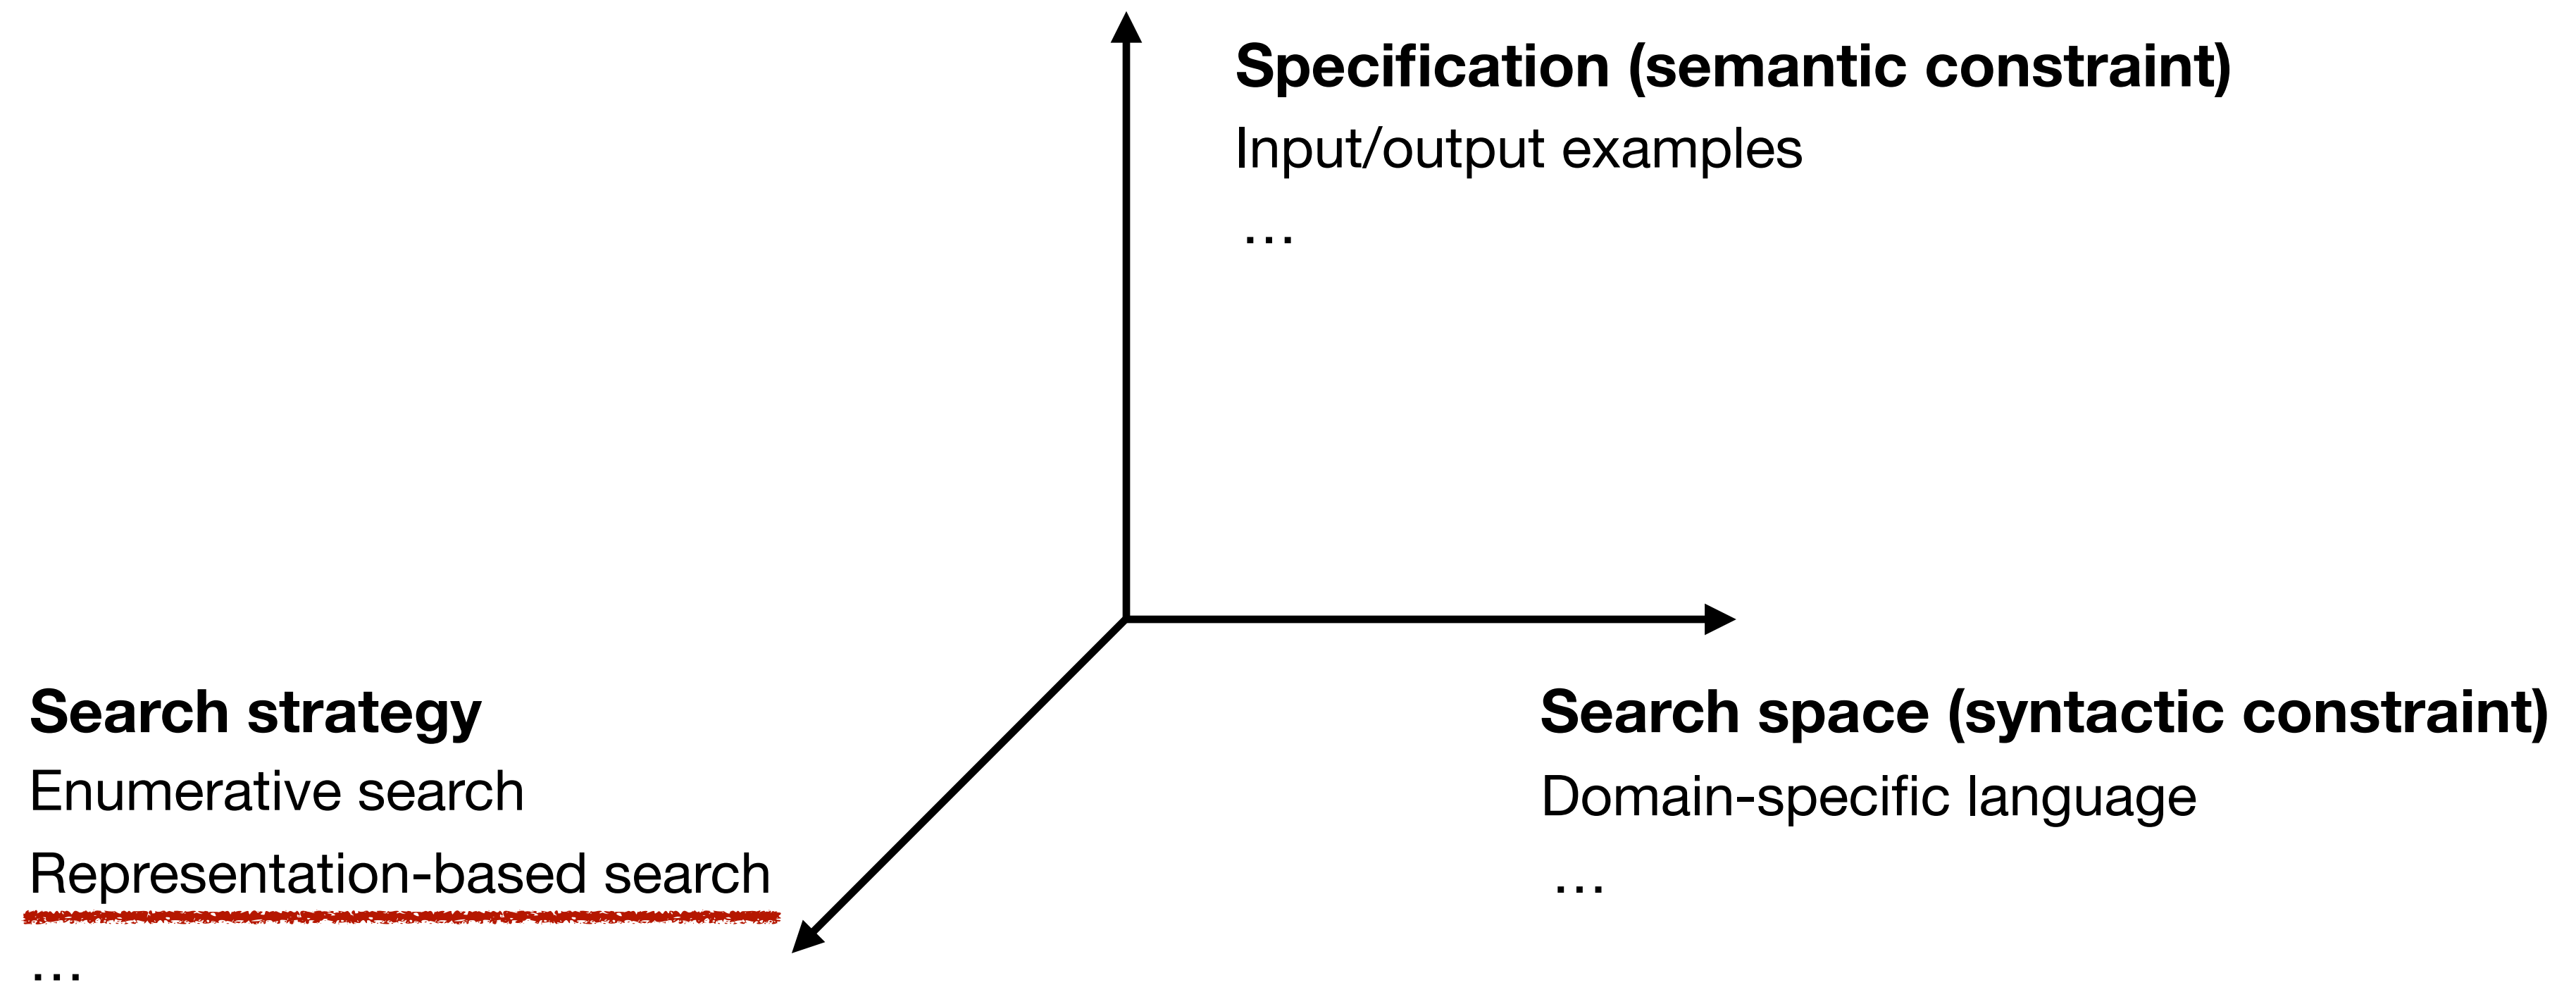 Specification (semantic constraint)
Input/output examples
...
Search strategy
Enumerative search
Representation-based search
...
Search space (syntactic constraint)
Domain-specific language
...